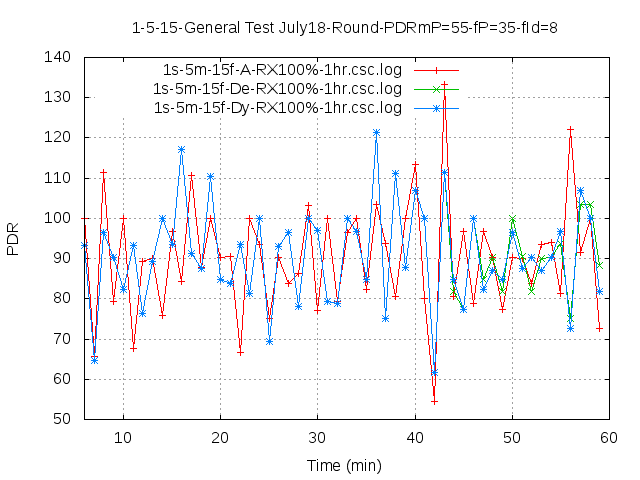 1-5-15-General Test July18-Round-PDRmP=55-fP=35-fId=8
140
130
120
110
100
90
80
70
60
50
PDR
1s-5m-15f-A-RX100%-1hr.csc.log
1s-5m-15f-De-RX100%-1hr.csc.log
1s-5m-15f-Dy-RX100%-1hr.csc.log
10 20 30 40 50 60
Time (min)